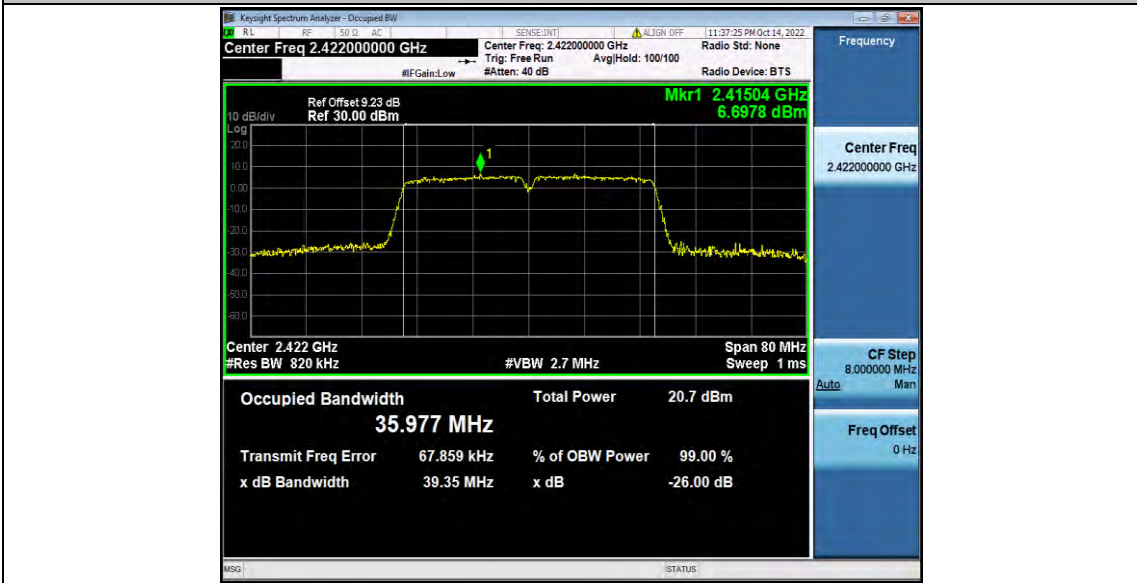 Keysight Spectrum Analyzer - Occupied BW
RL RF 50 Ω AC SENSE:INT ALIGN OFF 11:37:25 PM Oct 14, 2022
Center Freq 2.422000000 GHz Center Freq: 2.422000000 GHz Radio Std: None Frequency
Trig: Free Run Avg|Hold: 100/100
#IFGain:Low #Atten: 40 dB Radio Device: BTS
Mkr1 2.41504 GHz
Ref Offset 9.23 dB 6.6978 dBm
10 dB/div Ref 30.00 dBm
Log
20.0
1
10.0
0.00
-10.0
-20.0
-30.0
-40.0
-50.0
-60.0
Center Freq
2.422000000 GHz
Center 2.422 GHz Span 80 MHz
#Res BW 820 kHz #VBW 2.7 MHz Sweep 1 ms
CF Step
8.000000 MHz
Auto Man
Occupied Bandwidth Total Power 20.7 dBm
35.977 MHz
Freq Offset
0 Hz
Transmit Freq Error 67.859 kHz % of OBW Power 99.00 %
x dB Bandwidth 39.35 MHz x dB -26.00 dB
MSG STATUS